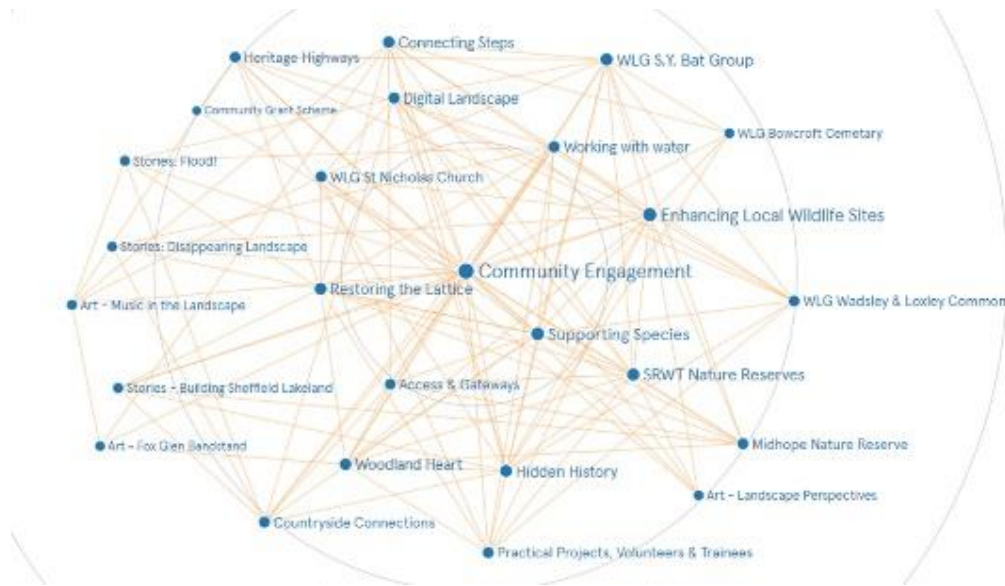 Connecting Steps
Heritage Highways
WLG S.Y. Bat Group
Digital Landscape
Community Grant Scheme
WLG Bowcroft Cemetary
Working with water
Stories: Flood!
WLG St Nicholas Church
Enhancing Local Wildlife Sites
Stories: Disappearing Landscape
Community Engagement
Restoring the Lattice
WLG Wadsley & Loxley Common
Art - Music in the Landscape
Supporting Species
SRWT Nature Reserves
Access & Gateways
Stories - Building Sheffield Lakeland
Midhope Nature Reserve
Art - Fox Glen Bandstand
Woodland Heart
Hidden History
Art - Landscape Perspectives
Countryside Connections
Practical Projects, Volunteers & Trainees